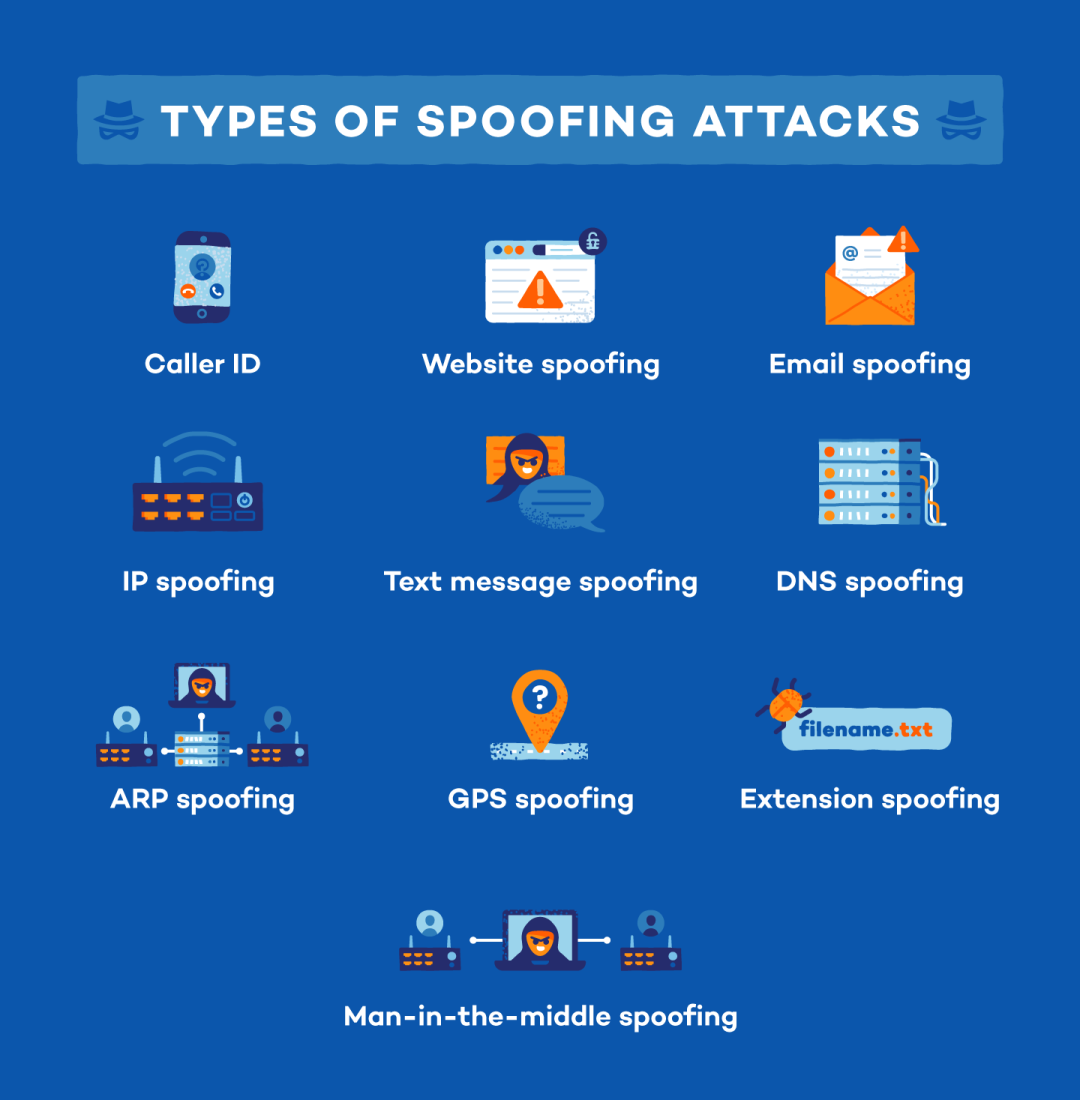 TYPES OF SPOOFING ATTACKS
Caller ID
Website spoofing
@
Email spoofing
IP spoofing
Text message spoofing
DNS spoofing
ARP spoofing
?
GPS spoofing
filename.txt
Extension spoofing
Man-in-the-middle spoofing